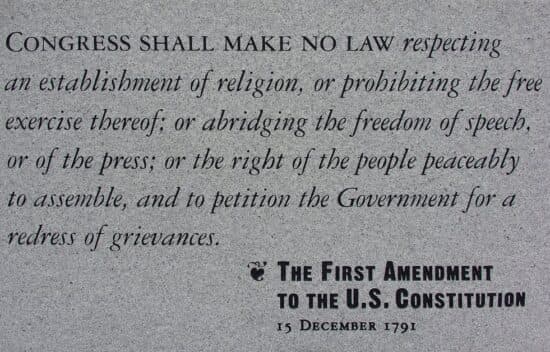 CONGRESS SHALL MAKE NO LAW respecting
an establishment of religion, or prohibiting the free
exercise thereof; or abridging the freedom of speech,
or of the press; or the right of the people peaceably
to assemble, and to petition the Government for a
redress of grievances.
THE FIRST AMENDMENT
TO THE U.S. CONSTITUTION
15 DECEMBER 1791